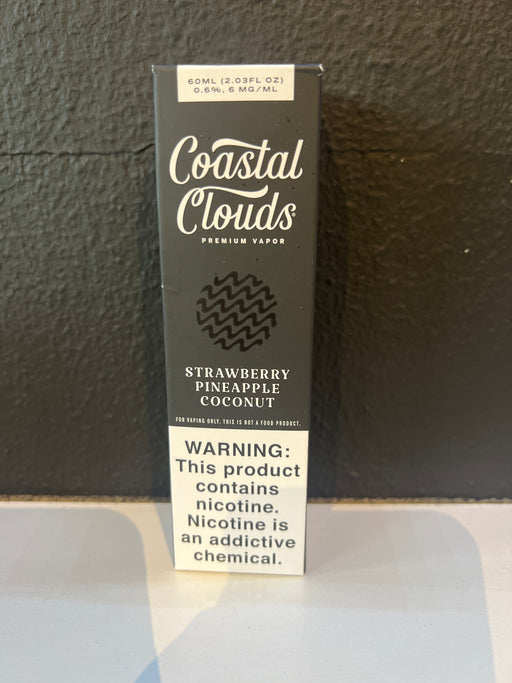 60ML (2.03FL OZ)
0.6%, 6 MG/ML
Coastal
Clouds
PREMIUM VAPOR
STRAWBERRY
PINEAPPLE
COCONUT
FOR VAPING ONLY. THIS IS NOT A FOOD PRODUCT.
WARNING:
This product
contains
nicotine.
Nicotine is
an addictive
chemical.